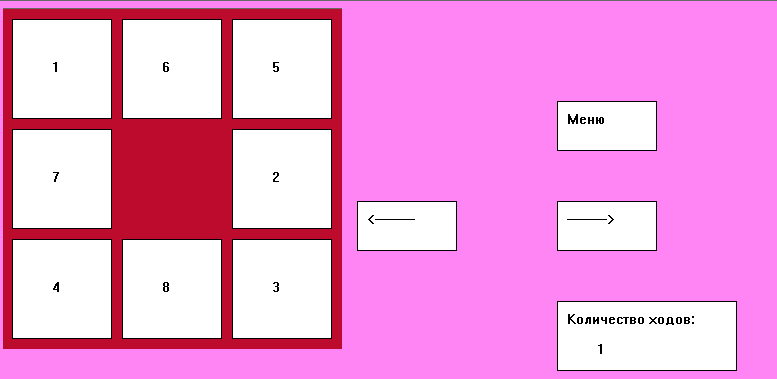 1 6 5
7 2
4 8 3
Меню
<——— ———>
Количество ходов:
1